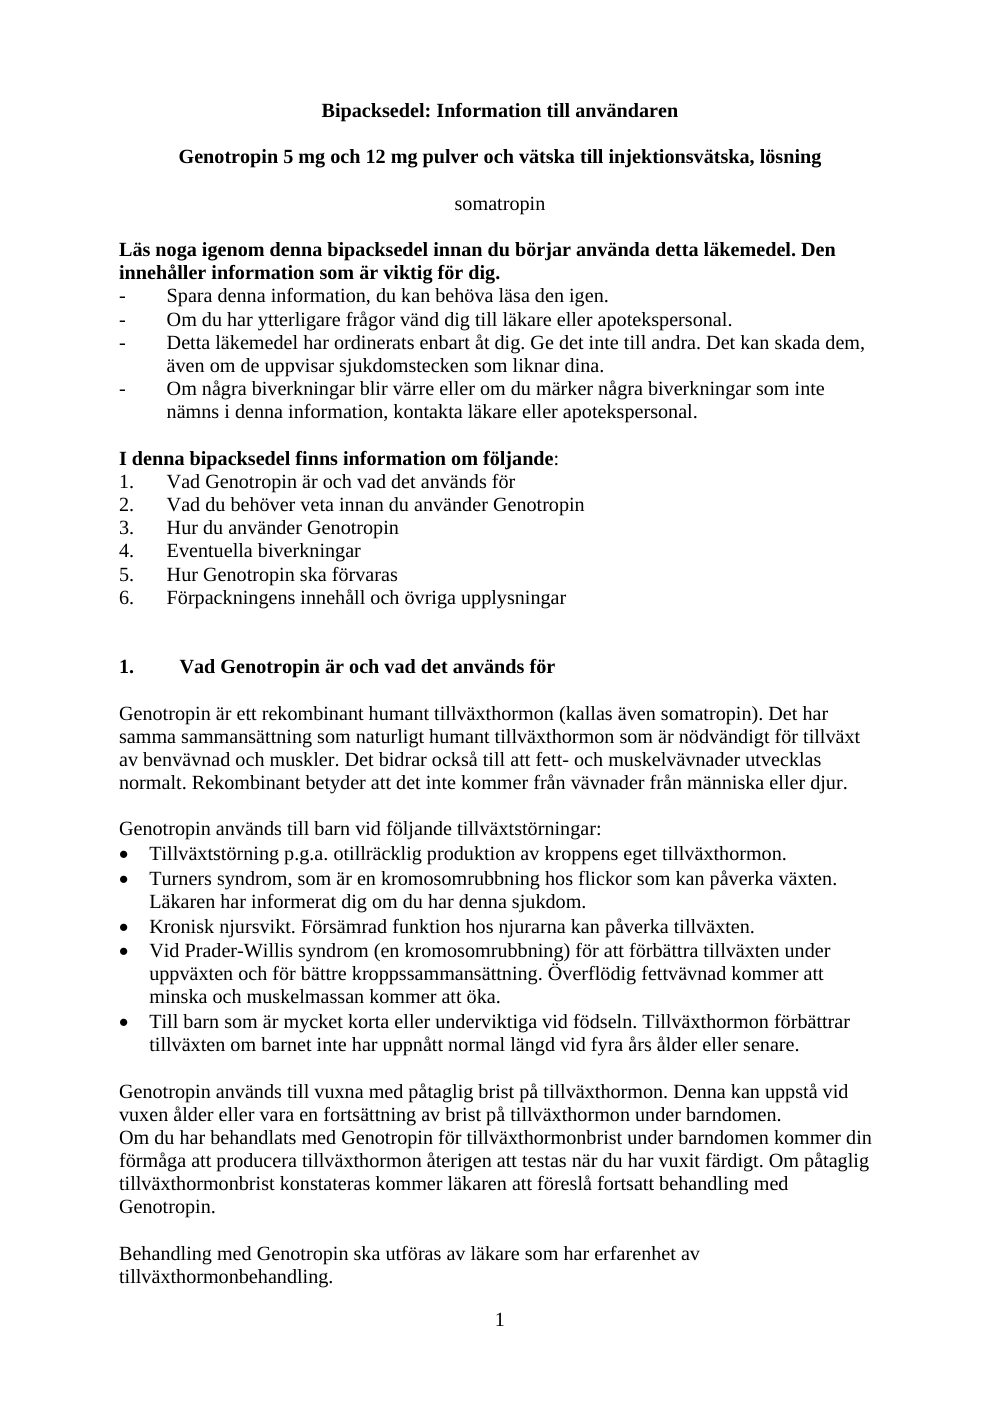 Bipacksedel: Information till användaren
Genotropin 5 mg och 12 mg pulver och vätska till injektionsvätska, lösning
somatropin
Läs noga igenom denna bipacksedel innan du börjar använda detta läkemedel. Den
innehåller information som är viktig för dig.
- Spara denna information, du kan behöva läsa den igen.
- Om du har ytterligare frågor vänd dig till läkare eller apotekspersonal.
- Detta läkemedel har ordinerats enbart åt dig. Ge det inte till andra. Det kan skada dem,
även om de uppvisar sjukdomstecken som liknar dina.
- Om några biverkningar blir värre eller om du märker några biverkningar som inte
nämns i denna information, kontakta läkare eller apotekspersonal.
I denna bipacksedel finns information om följande:
1. Vad Genotropin är och vad det används för
2. Vad du behöver veta innan du använder Genotropin
3. Hur du använder Genotropin
4. Eventuella biverkningar
5. Hur Genotropin ska förvaras
6. Förpackningens innehåll och övriga upplysningar
1. Vad Genotropin är och vad det används för
Genotropin är ett rekombinant humant tillväxthormon (kallas även somatropin). Det har
samma sammansättning som naturligt humant tillväxthormon som är nödvändigt för tillväxt
av benvävnad och muskler. Det bidrar också till att fett- och muskelvävnader utvecklas
normalt. Rekombinant betyder att det inte kommer från vävnader från människa eller djur.
Genotropin används till barn vid följande tillväxtstörningar:
• Tillväxtstörning p.g.a. otillräcklig produktion av kroppens eget tillväxthormon.
• Turners syndrom, som är en kromosomrubbning hos flickor som kan påverka växten.
Läkaren har informerat dig om du har denna sjukdom.
• Kronisk njursvikt. Försämrad funktion hos njurarna kan påverka tillväxten.
• Vid Prader-Willis syndrom (en kromosomrubbning) för att förbättra tillväxten under
uppväxten och för bättre kroppssammansättning. Överflödig fettvävnad kommer att
minska och muskelmassan kommer att öka.
• Till barn som är mycket korta eller underviktiga vid födseln. Tillväxthormon förbättrar
tillväxten om barnet inte har uppnått normal längd vid fyra års ålder eller senare.
Genotropin används till vuxna med påtaglig brist på tillväxthormon. Denna kan uppstå vid
vuxen ålder eller vara en fortsättning av brist på tillväxthormon under barndomen.
Om du har behandlats med Genotropin för tillväxthormonbrist under barndomen kommer din
förmåga att producera tillväxthormon återigen att testas när du har vuxit färdigt. Om påtaglig
tillväxthormonbrist konstateras kommer läkaren att föreslå fortsatt behandling med
Genotropin.
Behandling med Genotropin ska utföras av läkare som har erfarenhet av
tillväxthormonbehandling.
1